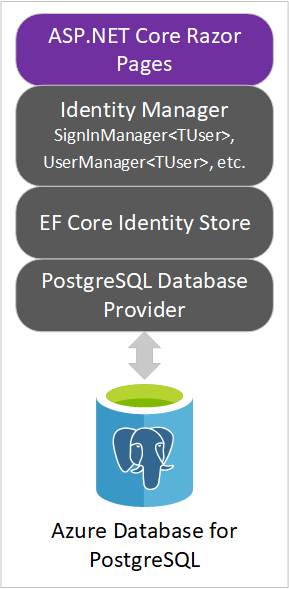 ASP.NET Core Razor
Pages
Identity Manager
SignInManager<TUser>,
UserManager<TUser>, etc.
EF Core Identity Store
PostgreSQL Database
Provider
Azure Database for
PostgreSQL